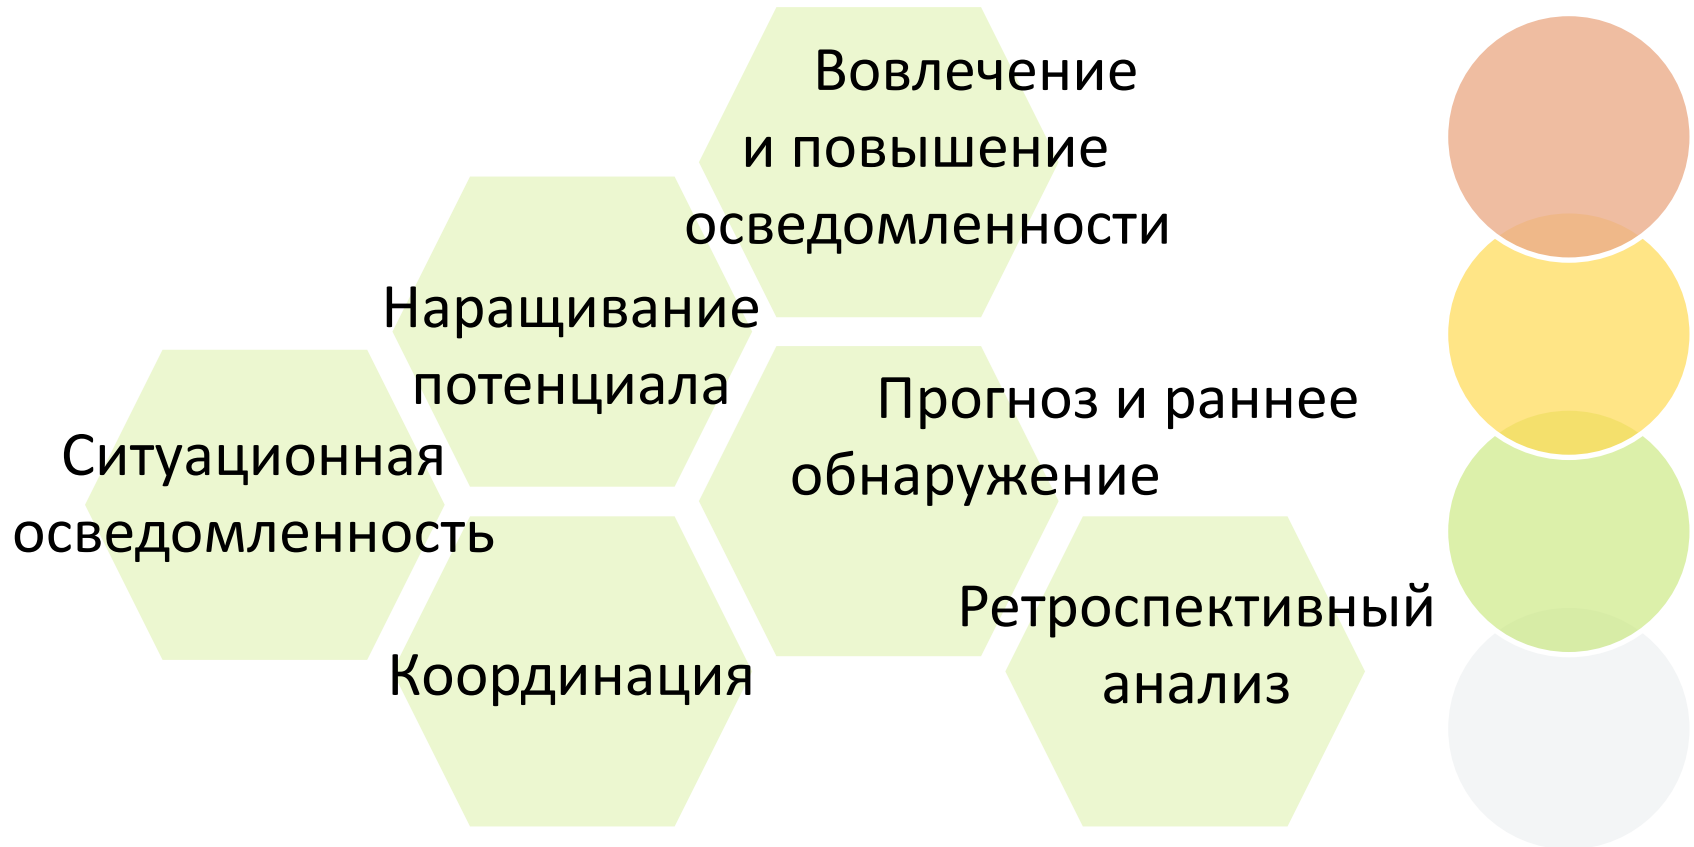 Вовлечение
и повышение
осведомленности
Наращивание
потенциала
Прогноз и раннее
обнаружение
Ситуационная
осведомленность
Ретроспективный
анализ
Координация